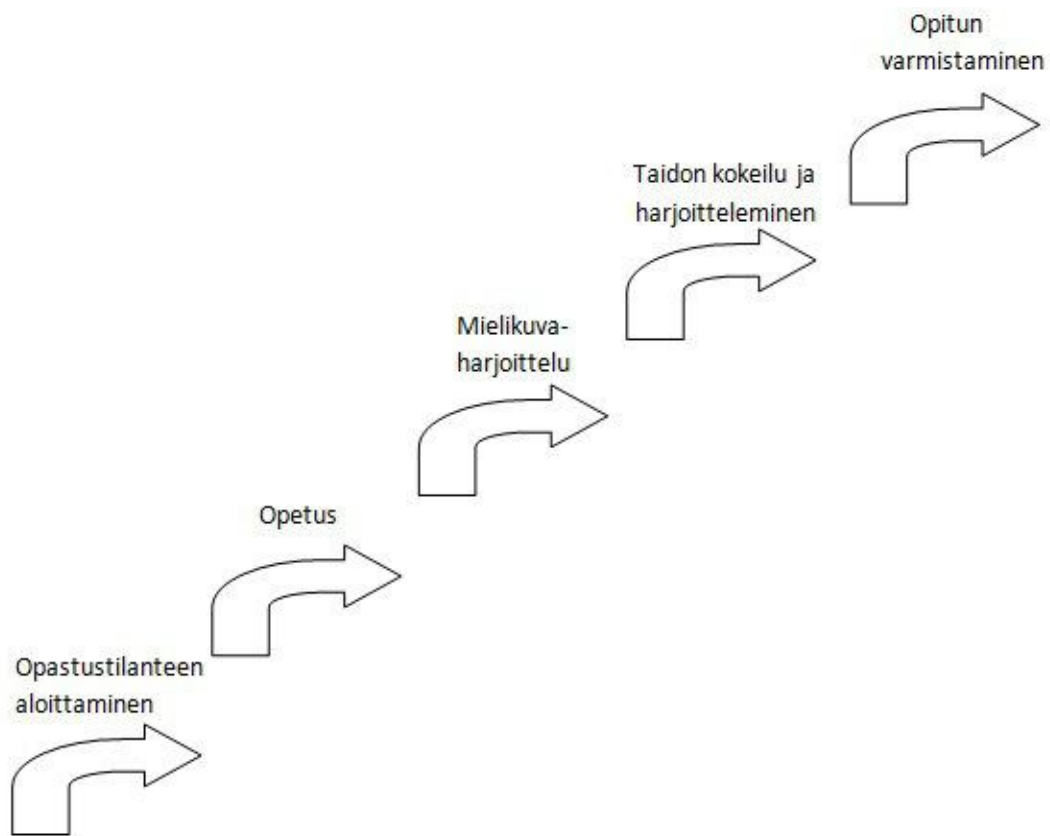 Opitun
varmistaminen
Taidon kokeilu ja
harjoitteleminen
Mielikuva-
harjoittelu
Opetus
Opastustilanteen
aloittaminen